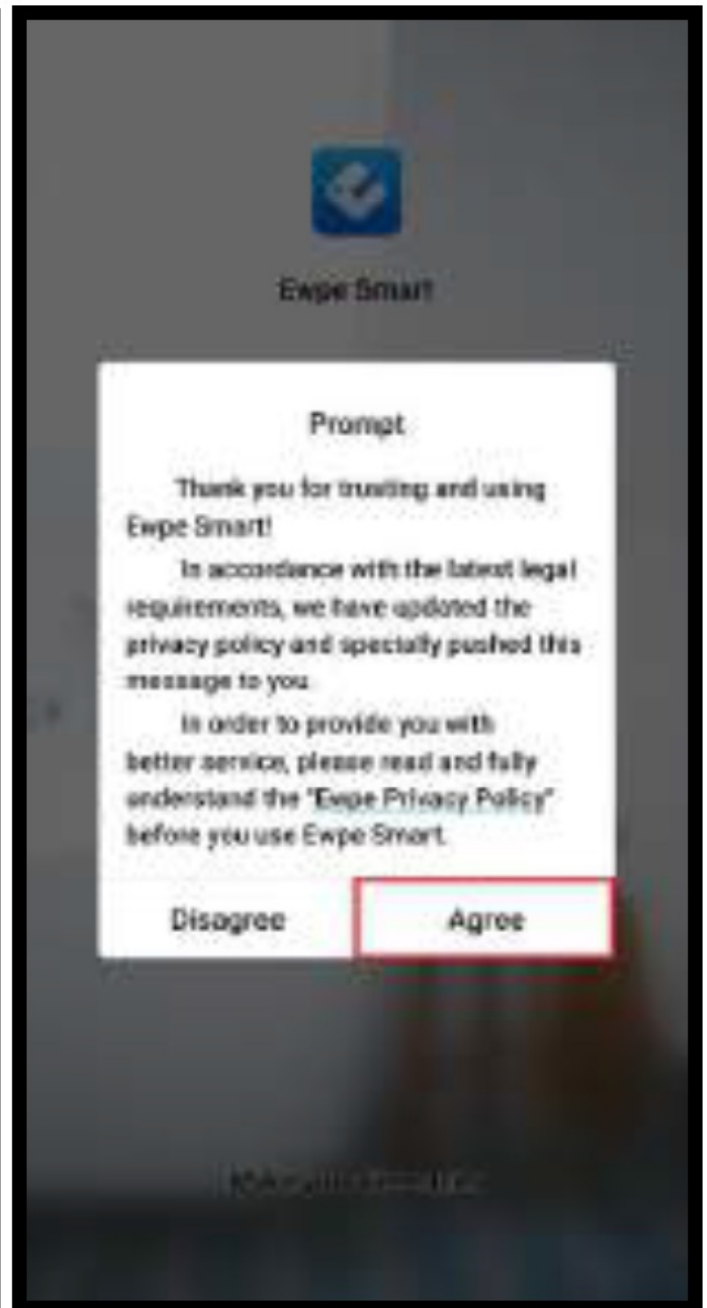 Ewpe Smart
Prompt
Thank you for trusting and using
Ewpe Smart!
In accordance with the latest legal
requirements, we have updated the
privacy policy and specially pushed this
message to you.
In order to provide you with
better service, please read and fully
understand the "Ewpe Privacy Policy"
before you use Ewpe Smart.
Disagree
Agree